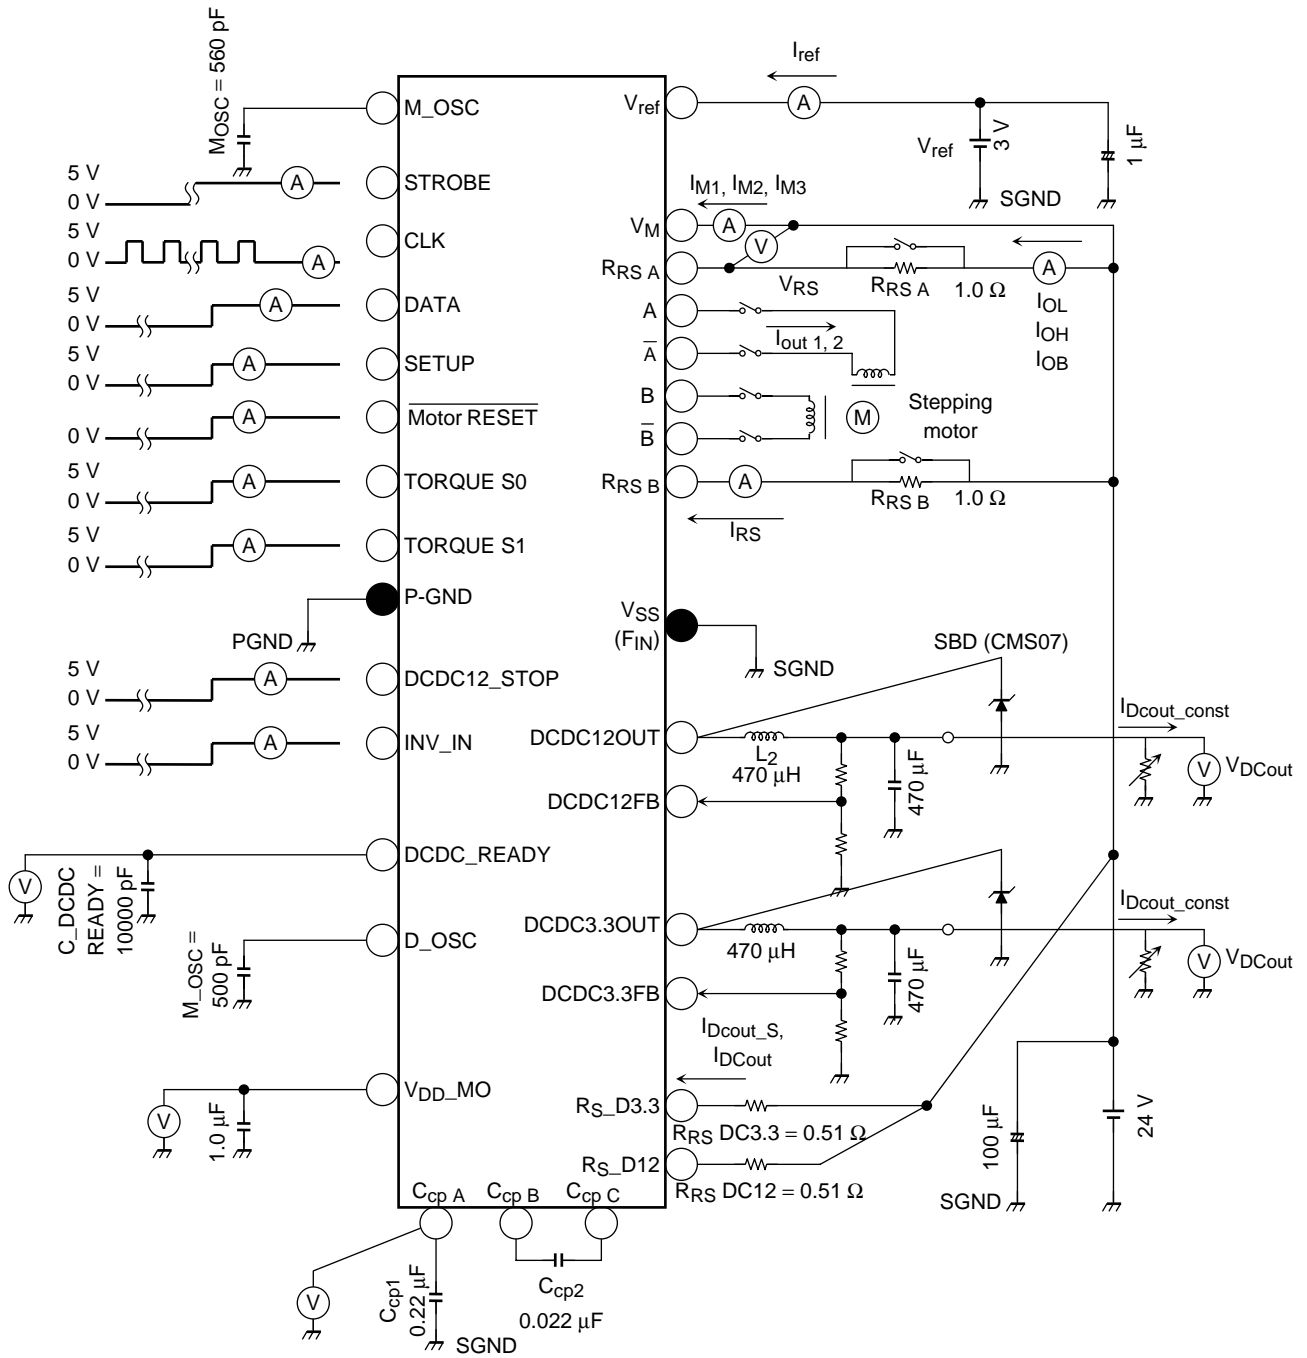 MOSC = 560 pF
M_OSC
5 V
0 V
A
STROBE
5 V
0 V
A
CLK
5 V
0 V
A
DATA
5 V
0 V
A
SETUP
0 V
A
Motor RESET
5 V
0 V
A
TORQUE S0
5 V
0 V
A
TORQUE S1
P-GND
PGND
5 V
0 V
A
DCDC12_STOP
5 V
0 V
A
INV_IN
DCDC_READY
V
C_DCDC
READY =
10000 pF
D_OSC
M_OSC =
500 pF
VDD_MO
V
1.0 μF
Ccp A
Ccp B
Ccp C
V
Ccp1
0.22 μF
SGND
Ccp2
0.022 μF
Iref
Vref
A
Vref
3 V
1 μF
SGND
IM1, IM2, IM3
VM
A
V
RRS A
VRS
RRS A
1.0 Ω
A
IOL
IOH
IOB
A
Iout 1, 2
A
B
B
M
Stepping
motor
RRS B
A
RRS B
1.0 Ω
IRS
VSS
(FIN)
SGND
SBD (CMS07)
DCDC12OUT
L2
470 μH
470 μF
IDcout_const
V
VDCout
DCDC12FB
DCDC3.3OUT
470 μH
470 μF
IDcout_const
V
VDCout
DCDC3.3FB
IDcout_S,
IDCout
RS_D3.3
RRS DC3.3 = 0.51 Ω
RS_D12
RRS DC12 = 0.51 Ω
100 μF
SGND
24 V